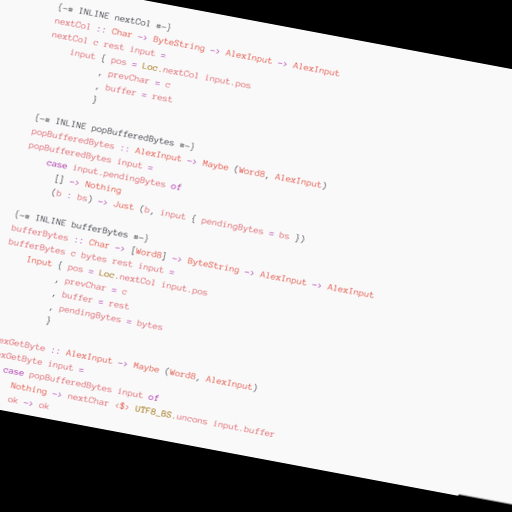 {-# INLINE nextCol #-}
nextCol :: Char -> ByteString -> AlexInput -> AlexInput
nextCol c rest input =
input { pos = Loc.nextCol input.pos
, prevChar = c
, buffer = rest
}
{-# INLINE popBufferedBytes #-}
popBufferedBytes :: AlexInput -> Maybe (Word8, AlexInput)
popBufferedBytes input =
case input.pendingBytes of
[] -> Nothing
(b : bs) -> Just (b, input { pendingBytes = bs })
{-# INLINE bufferBytes #-}
bufferBytes :: Char -> [Word8] -> ByteString -> AlexInput -> AlexInput
bufferBytes c bytes rest input =
Input { pos = Loc.nextCol input.pos
, prevChar = c
, buffer = rest
, pendingBytes = bytes
}
exGetByte :: AlexInput -> Maybe (Word8, AlexInput)
exGetByte input =
case popBufferedBytes input of
Nothing -> nextChar <$> UTF8_BS.uncons input.buffer
ok -> ok